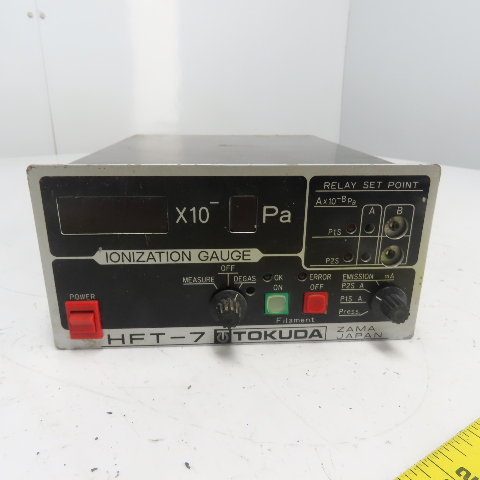 RELAY SET POINT
A×10⁻ᴮPa
A B
X10⁻ Pa
P1S
P2S
IONIZATION GAUGE
OFF
MEASURE DEGAS
OK ERROR
ON OFF
Filament
EMISSION mA
P2S A
P1S A
Press
POWER
HFT-7 TOKUDA
ZAMA
JAPAN